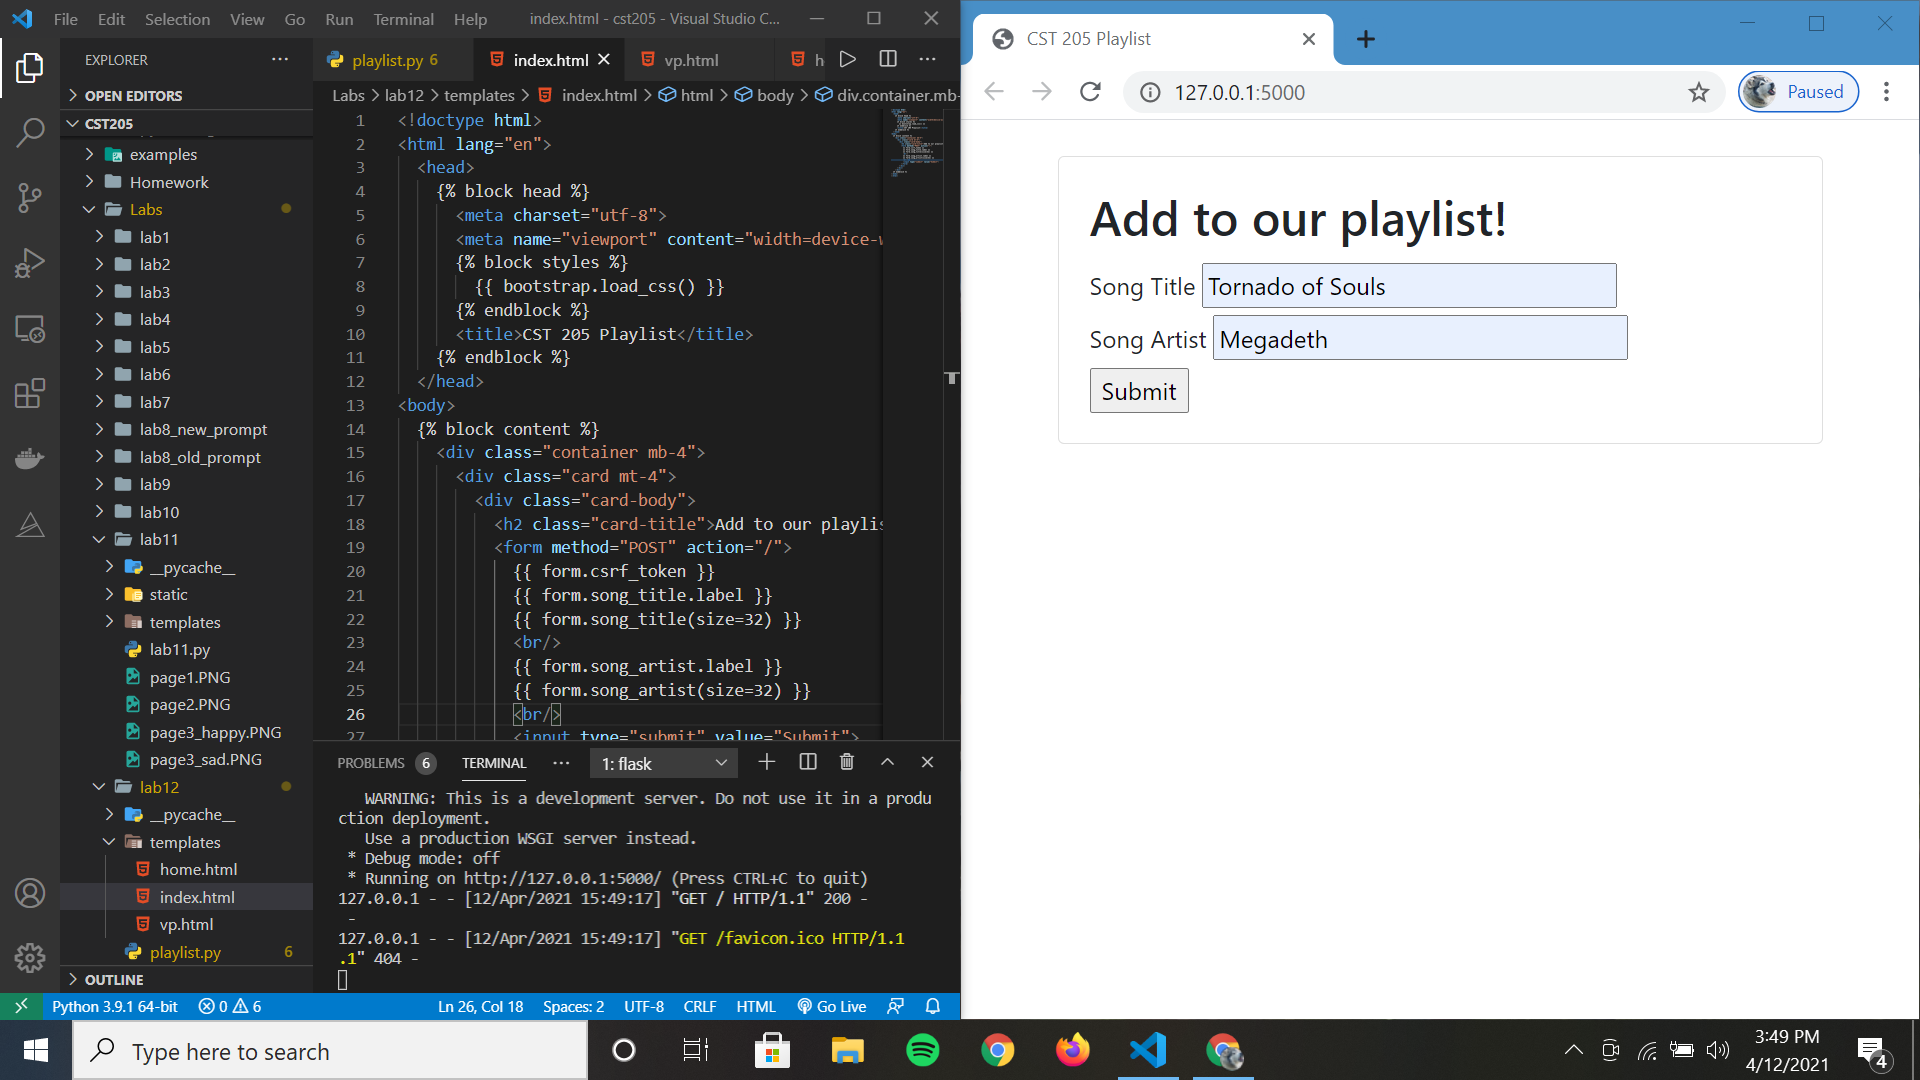 File Edit Selection View Go Run Terminal Help index.html - cst205 - Visual Studio C...
EXPLORER
OPEN EDITORS
CST205
examples
Homework
Labs
lab1
lab2
lab3
lab4
lab5
lab6
lab7
lab8_new_prompt
lab8_old_prompt
lab9
lab10
lab11
__pycache__
static
templates
lab11.py
page1.PNG
page2.PNG
page3_happy.PNG
page3_sad.PNG
lab12
__pycache__
templates
home.html
index.html
vp.html
playlist.py 6
OUTLINE
playlist.py 6 index.html vp.html h
Labs > lab12 > templates > index.html > html > body > div.container.mb-
1 <!doctype html>
2 <html lang="en">
3 <head>
4 {% block head %}
5 <meta charset="utf-8">
6 <meta name="viewport" content="width=device-w
7 {% block styles %}
8 {{ bootstrap.load_css() }}
9 {% endblock %}
10 <title>CST 205 Playlist</title>
11 {% endblock %}
12 </head>
13 <body>
14 {% block content %}
15 <div class="container mb-4">
16 <div class="card mt-4">
17 <div class="card-body">
18 <h2 class="card-title">Add to our playlis
19 <form method="POST" action="/">
20 {{ form.csrf_token }}
21 {{ form.song_title.label }}
22 {{ form.song_title(size=32) }}
23 <br/>
24 {{ form.song_artist.label }}
25 {{ form.song_artist(size=32) }}
26 <br/>
27 <input type="submit" value="Submit">
PROBLEMS 6 TERMINAL 1: flask
WARNING: This is a development server. Do not use it in a produ
ction deployment.
Use a production WSGI server instead.
* Debug mode: off
* Running on http://127.0.0.1:5000/ (Press CTRL+C to quit)
127.0.0.1 - - [12/Apr/2021 15:49:17] "GET / HTTP/1.1" 200 -
-
127.0.0.1 - - [12/Apr/2021 15:49:17] "GET /favicon.ico HTTP/1.1
.1" 404 -
Python 3.9.1 64-bit 0 6 Ln 26, Col 18 Spaces: 2 UTF-8 CRLF HTML Go Live
CST 205 Playlist
127.0.0.1:5000 Paused
Add to our playlist!
Song Title Tornado of Souls
Song Artist Megadeth
Submit
Type here to search
3:49 PM
4/12/2021
4